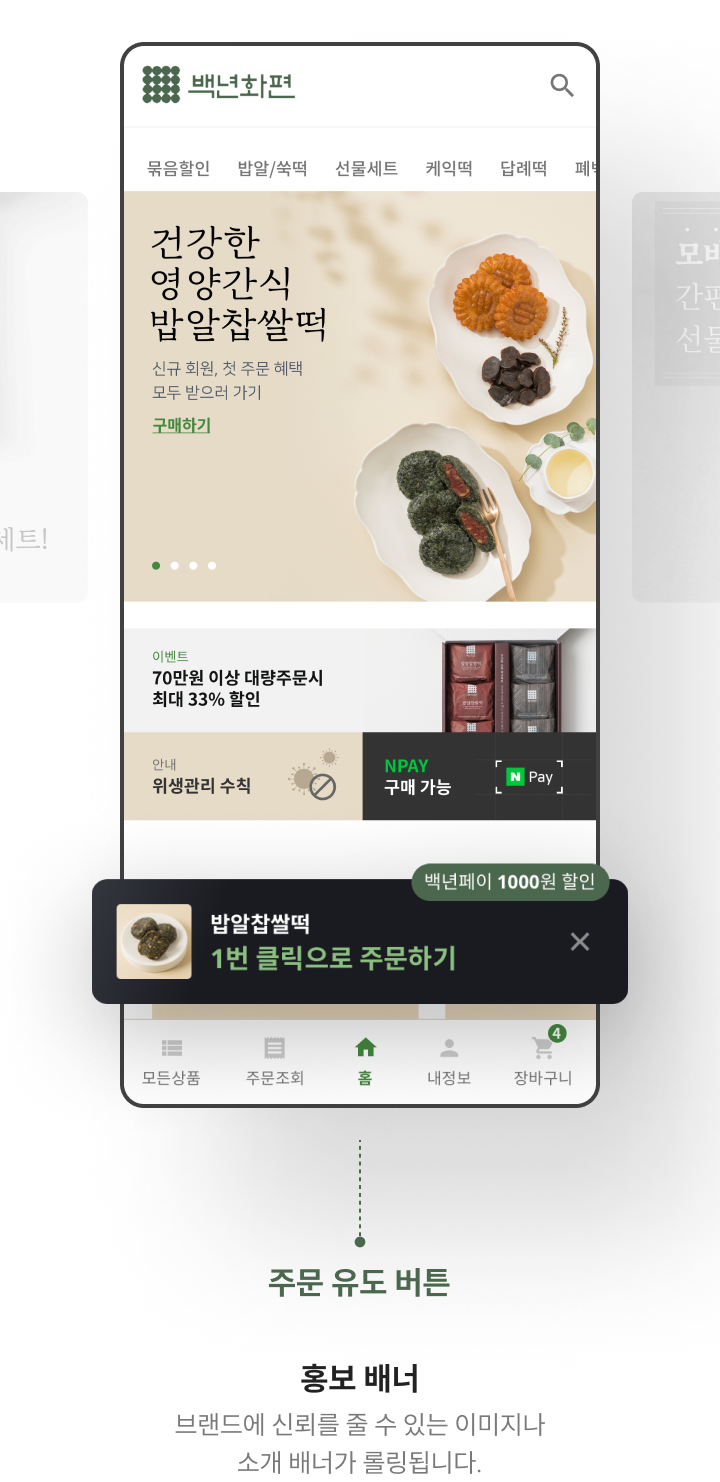 백년화편
묶음할인 밥알/쑥떡 선물세트 케익떡 답례떡
건강한
영양간식
밥알찹쌀떡
신규 회원, 첫 주문 혜택
모두 받으러 가기
구매하기
세트!
간편
선물
이벤트
70만원 이상 대량주문시
최대 33% 할인
안내
위생관리 수칙
NPAY
구매 가능
N Pay
백년페이 1000원 할인
밥알찹쌀떡
1번 클릭으로 주문하기
4
모든상품 주문조회 홈 내정보 장바구니
주문 유도 버튼
홍보 배너
브랜드에 신뢰를 줄 수 있는 이미지나
소개 배너가 롤링됩니다.